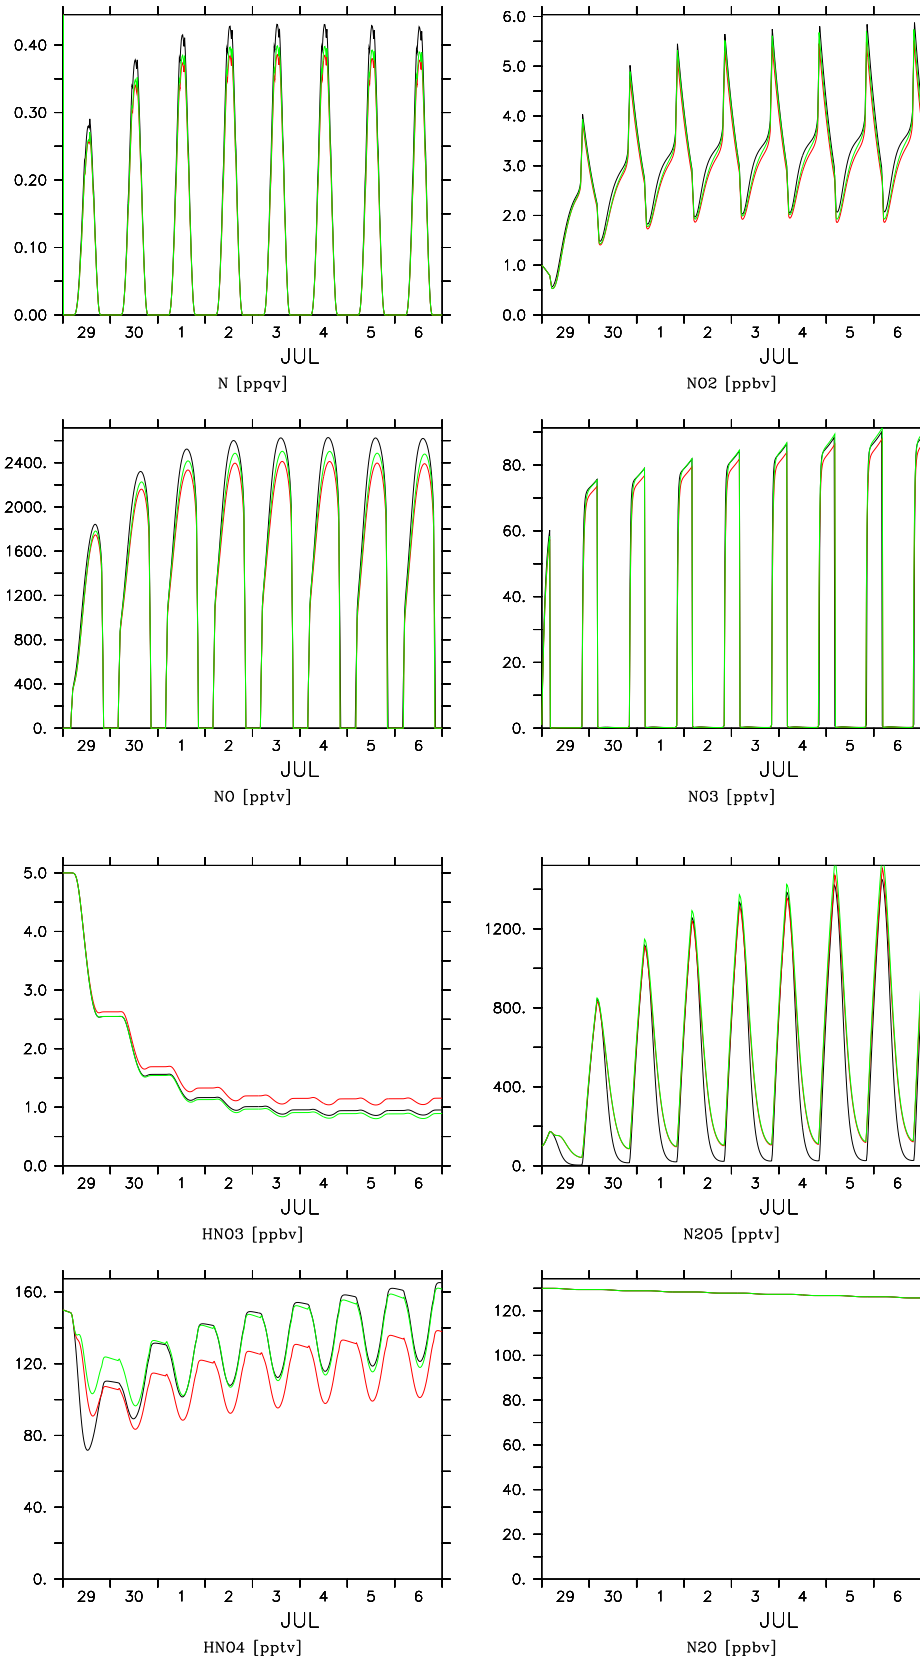 0.40
0.30
0.20
0.10
0.00
29 30 1 2 3 4 5 6
JUL
N [ppqv]
6.0
5.0
4.0
3.0
2.0
1.0
0.0
29 30 1 2 3 4 5 6
JUL
NO2 [ppbv]
2400.
2000.
1600.
1200.
800.
400.
0.
29 30 1 2 3 4 5 6
JUL
NO [pptv]
80.
60.
40.
20.
0.
29 30 1 2 3 4 5 6
JUL
NO3 [pptv]
5.0
4.0
3.0
2.0
1.0
0.0
29 30 1 2 3 4 5 6
JUL
HNO3 [ppbv]
1200.
800.
400.
0.
29 30 1 2 3 4 5 6
JUL
N2O5 [pptv]
160.
120.
80.
40.
0.
29 30 1 2 3 4 5 6
JUL
HNO4 [pptv]
120.
100.
80.
60.
40.
20.
0.
29 30 1 2 3 4 5 6
JUL
N2O [ppbv]